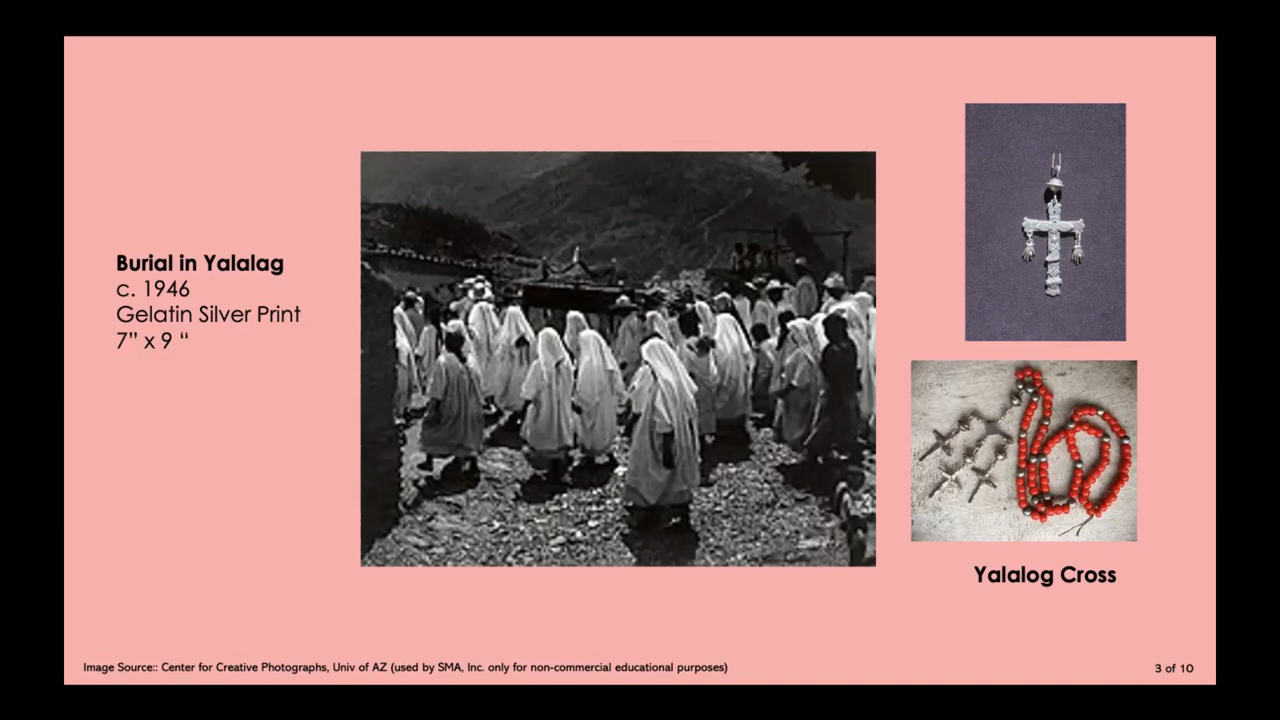 Burial in Yalalag
c. 1946
Gelatin Silver Print
7” x 9 “
Yalalog Cross
Image Source:: Center for Creative Photographs, Univ of AZ (used by SMA, Inc. only for non-commercial educational purposes)
3 of 10